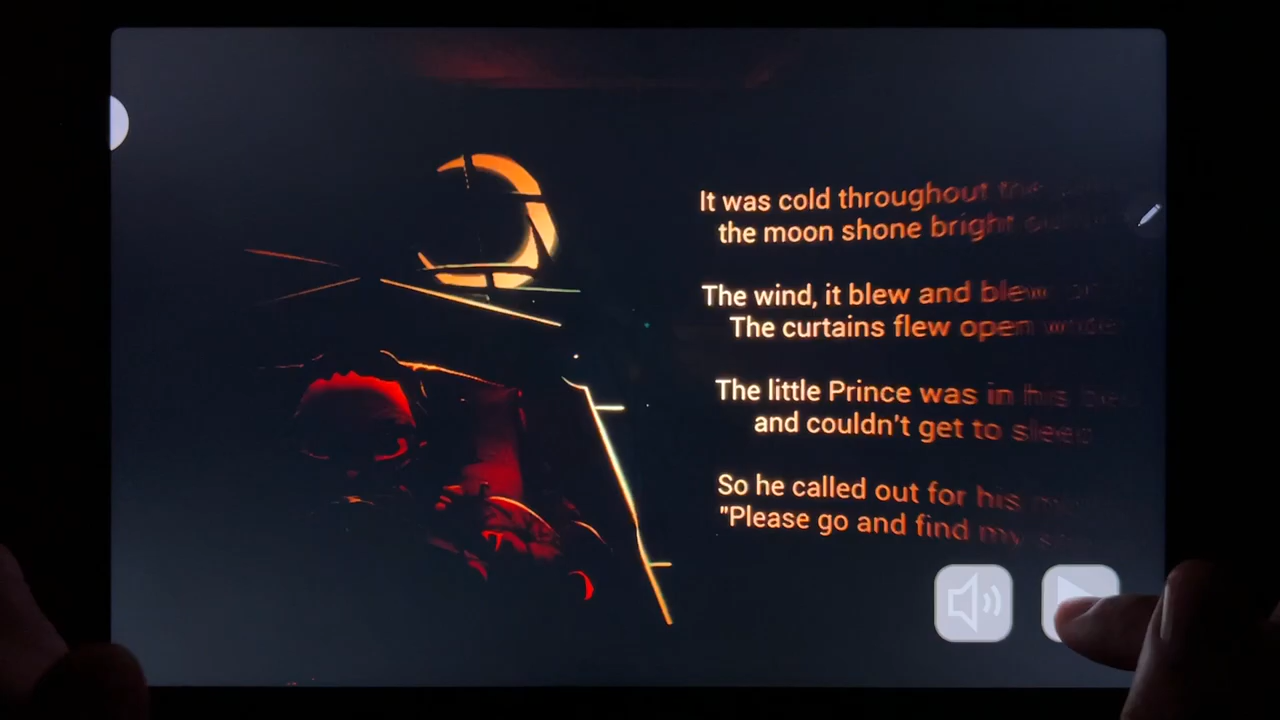 It was cold throughout the
the moon shone bright
The wind, it blew and blew
The curtains flew open
The little Prince was in his
and couldn't get to sleep
So he called out for his
"Please go and find my